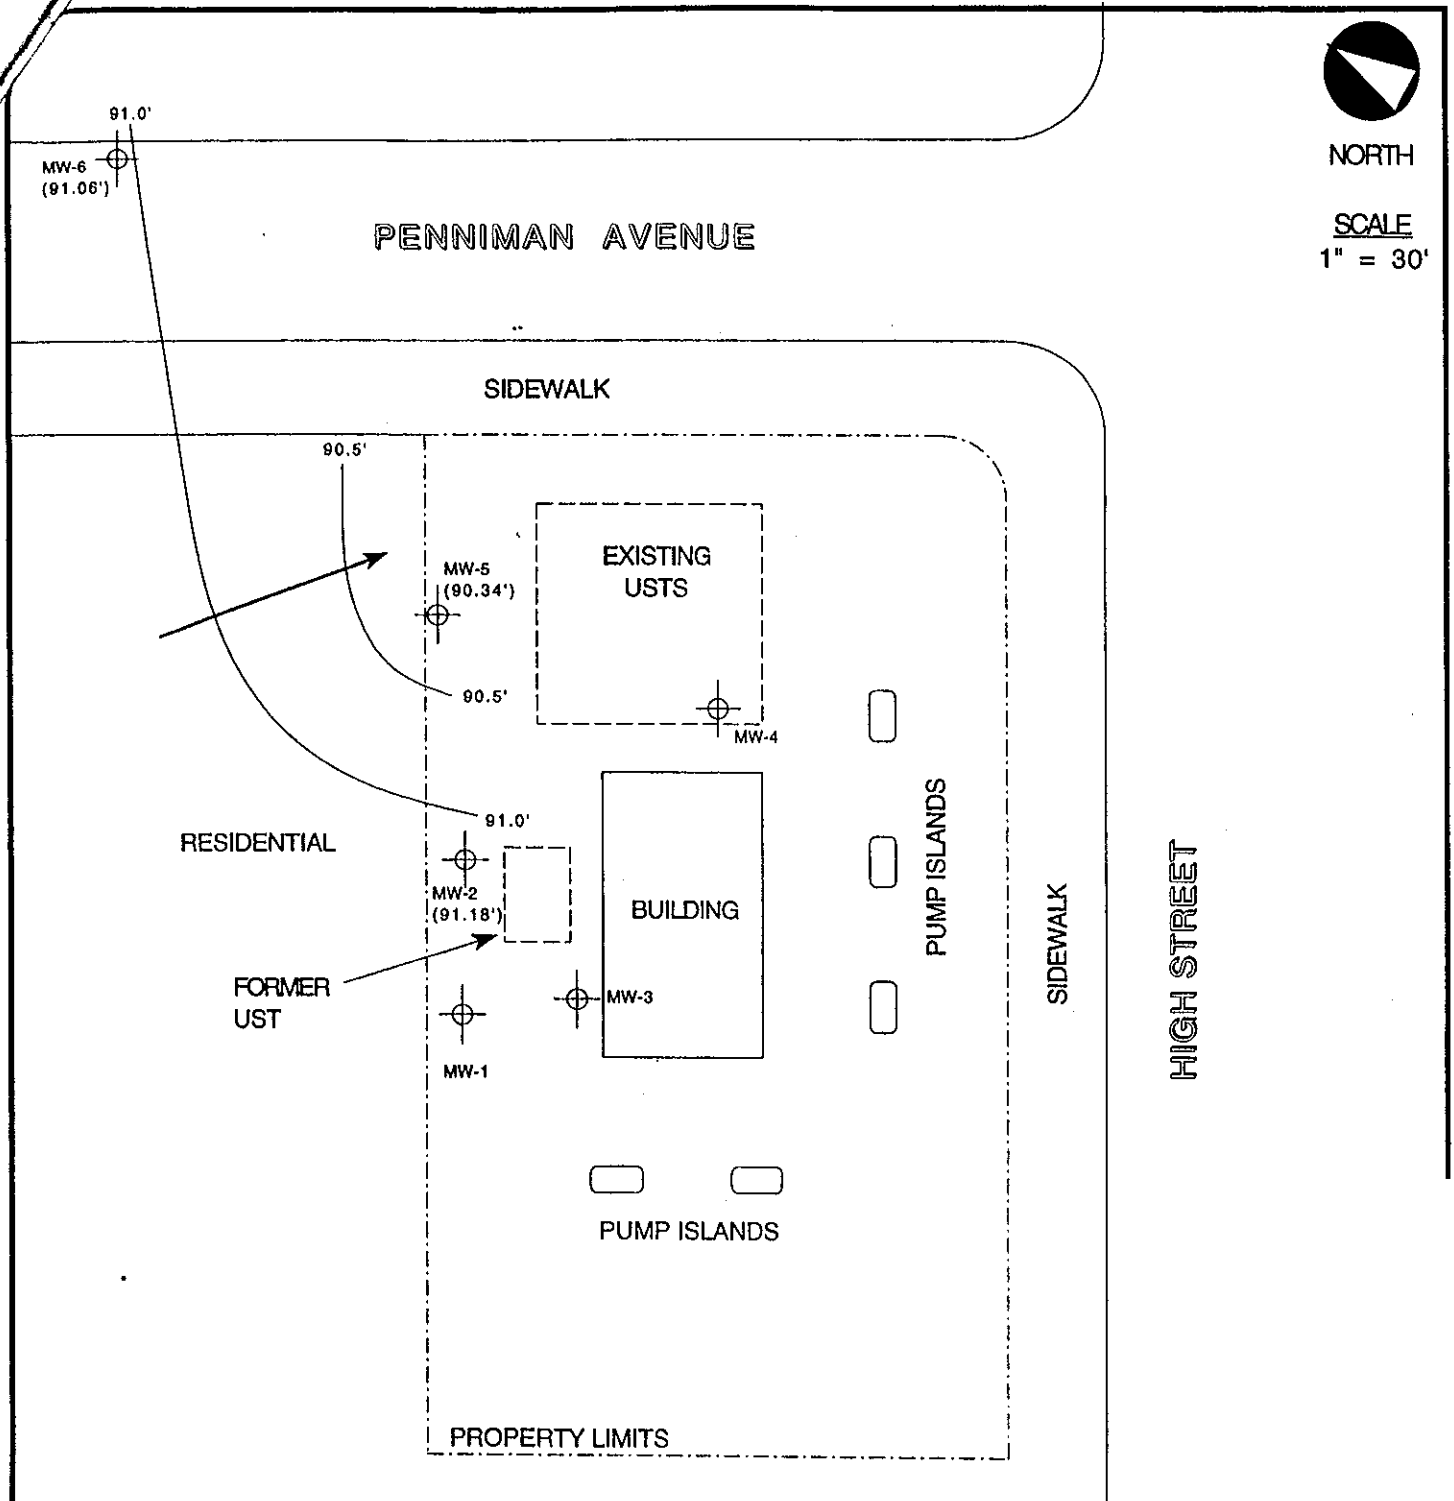 91.0'
MW-6
(91.06')
NORTH
SCALE
1" = 30'
PENNIMAN AVENUE
SIDEWALK
90.5'
EXISTING
USTS
MW-5
(90.34')
90.5'
MW-4
PUMP ISLANDS
91.0'
RESIDENTIAL
MW-2
(91.18')
BUILDING
SIDEWALK
HIGH STREET
FORMER
UST
MW-3
MW-1
PUMP ISLANDS
PROPERTY LIMITS